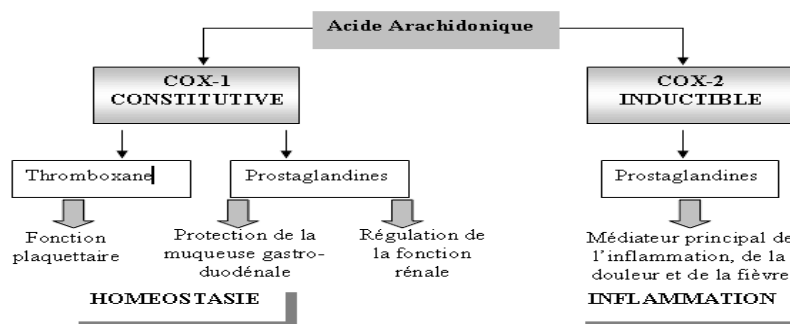 Acide Arachidonique
COX-1
CONSTITUTIVE
COX-2
INDUCTIBLE
Thromboxane
Prostaglandines
Prostaglandines
Fonction
plaquettaire
Protection de la
muqueuse gastro-
duodénale
Régulation de
la fonction
rénale
Médiateur principal de
l'inflammation, de la
douleur et de la fièvre
HOMEOSTASIE
INFLAMMATION